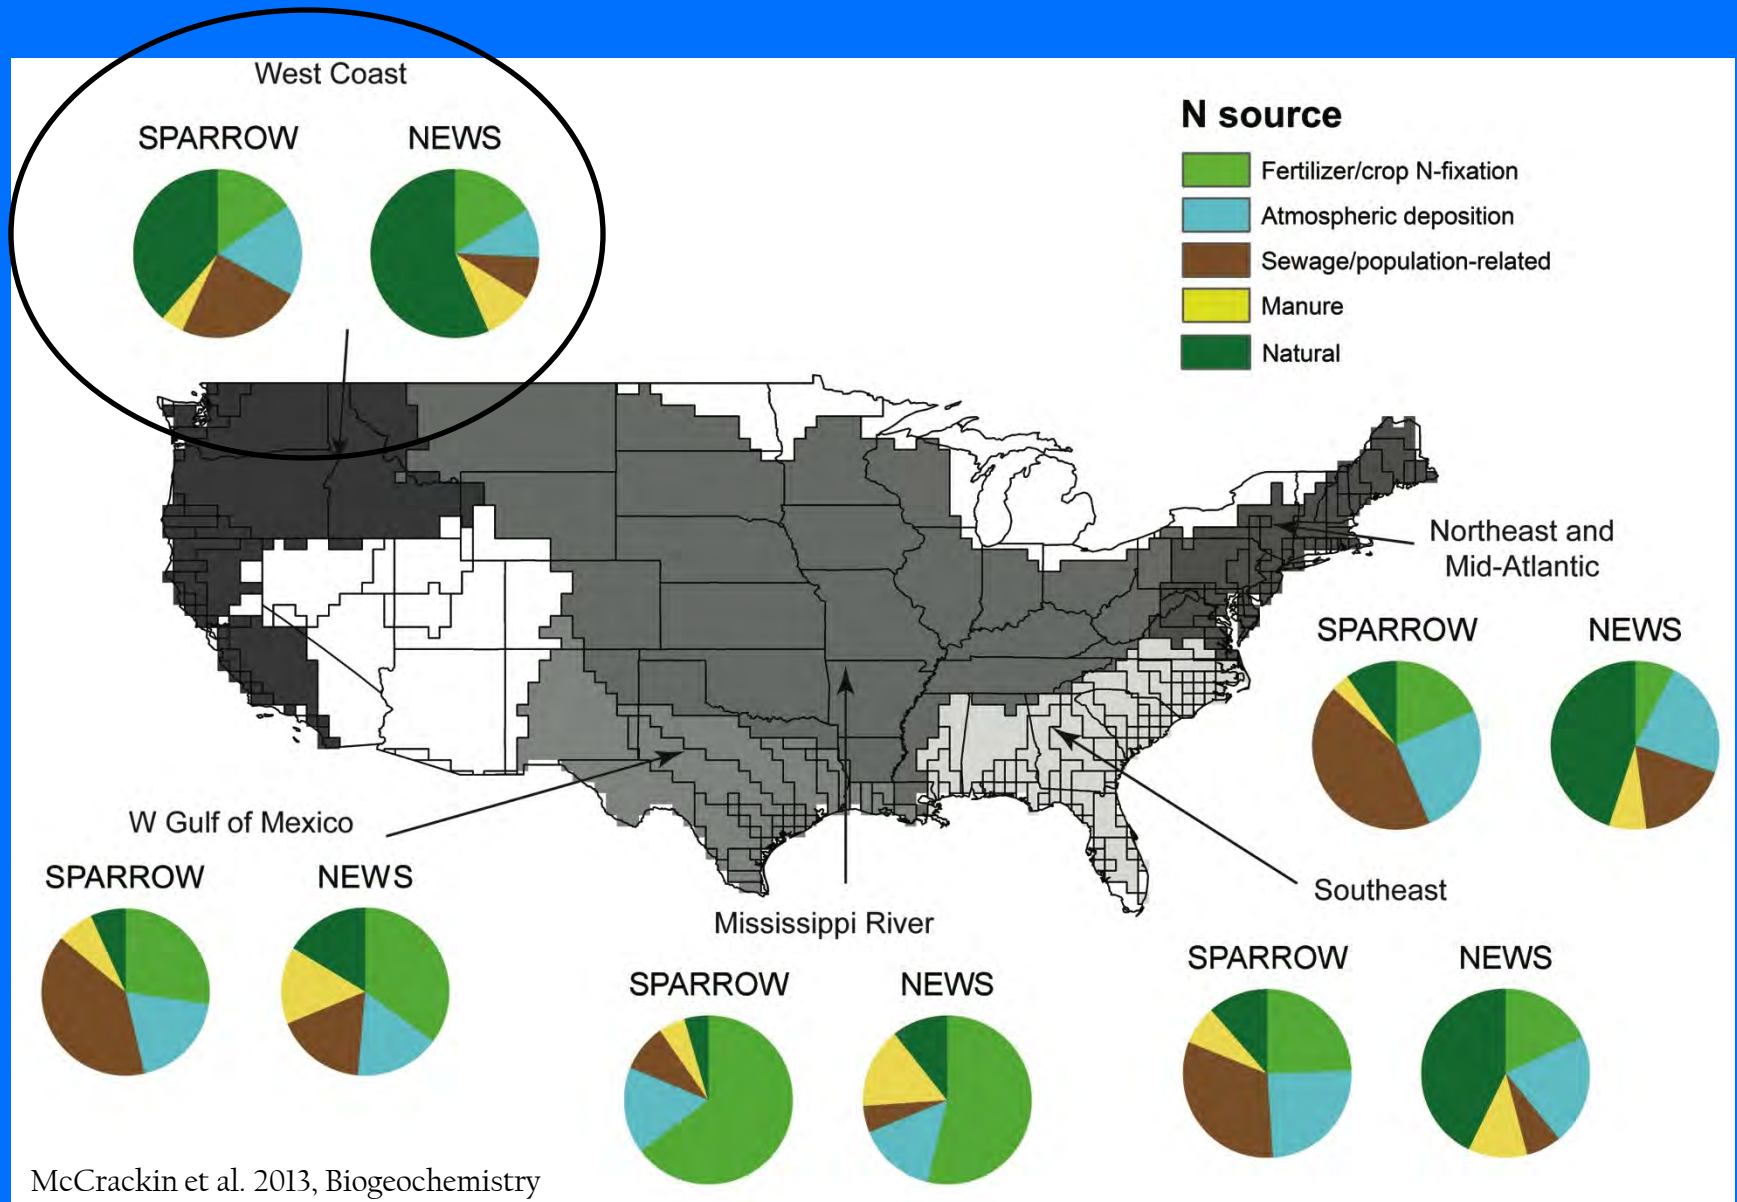 West Coast
SPARROW
NEWS
N source
Fertilizer/crop N-fixation
Atmospheric deposition
Sewage/population-related
Manure
Natural
Northeast and
Mid-Atlantic
SPARROW
NEWS
W Gulf of Mexico
SPARROW
NEWS
Mississippi River
SPARROW
NEWS
Southeast
SPARROW
NEWS
McCrackin et al. 2013, Biogeochemistry